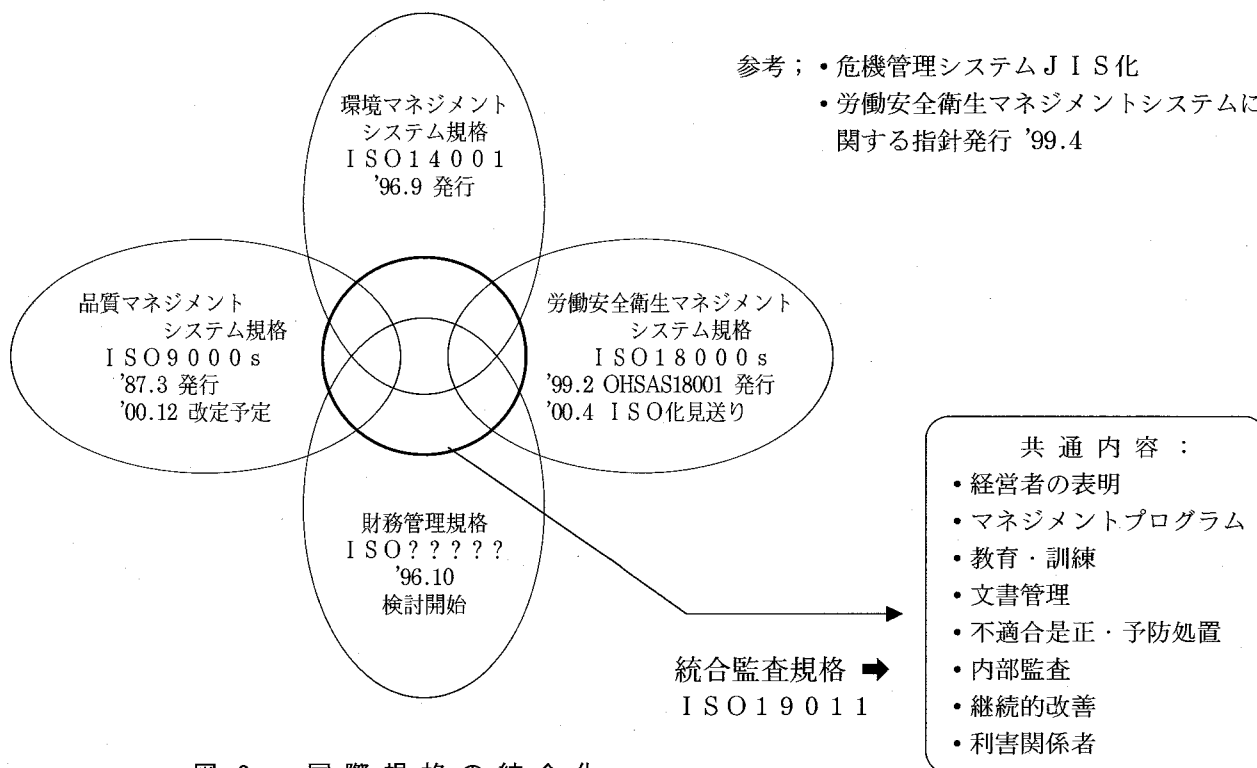 参考；・危機管理システムＪＩＳ化
・労働安全衛生マネジメントシステムに
関する指針発行 '99.4
環境マネジメント
システム規格
ＩＳＯ１４００１
'96.9 発行
品質マネジメント
システム規格
ＩＳＯ９０００ｓ
'87.3 発行
'00.12 改定予定
労働安全衛生マネジメント
システム規格
ＩＳＯ１８０００ｓ
'99.2 OHSAS18001 発行
'00.4 ＩＳＯ化見送り
財務管理規格
ＩＳＯ？？？？？
'96.10
検討開始
統合監査規格 ➡
ＩＳＯ１９０１１
共通内容：
・経営者の表明
・マネジメントプログラム
・教育・訓練
・文書管理
・不適合是正・予防処置
・内部監査
・継続的改善
・利害関係者